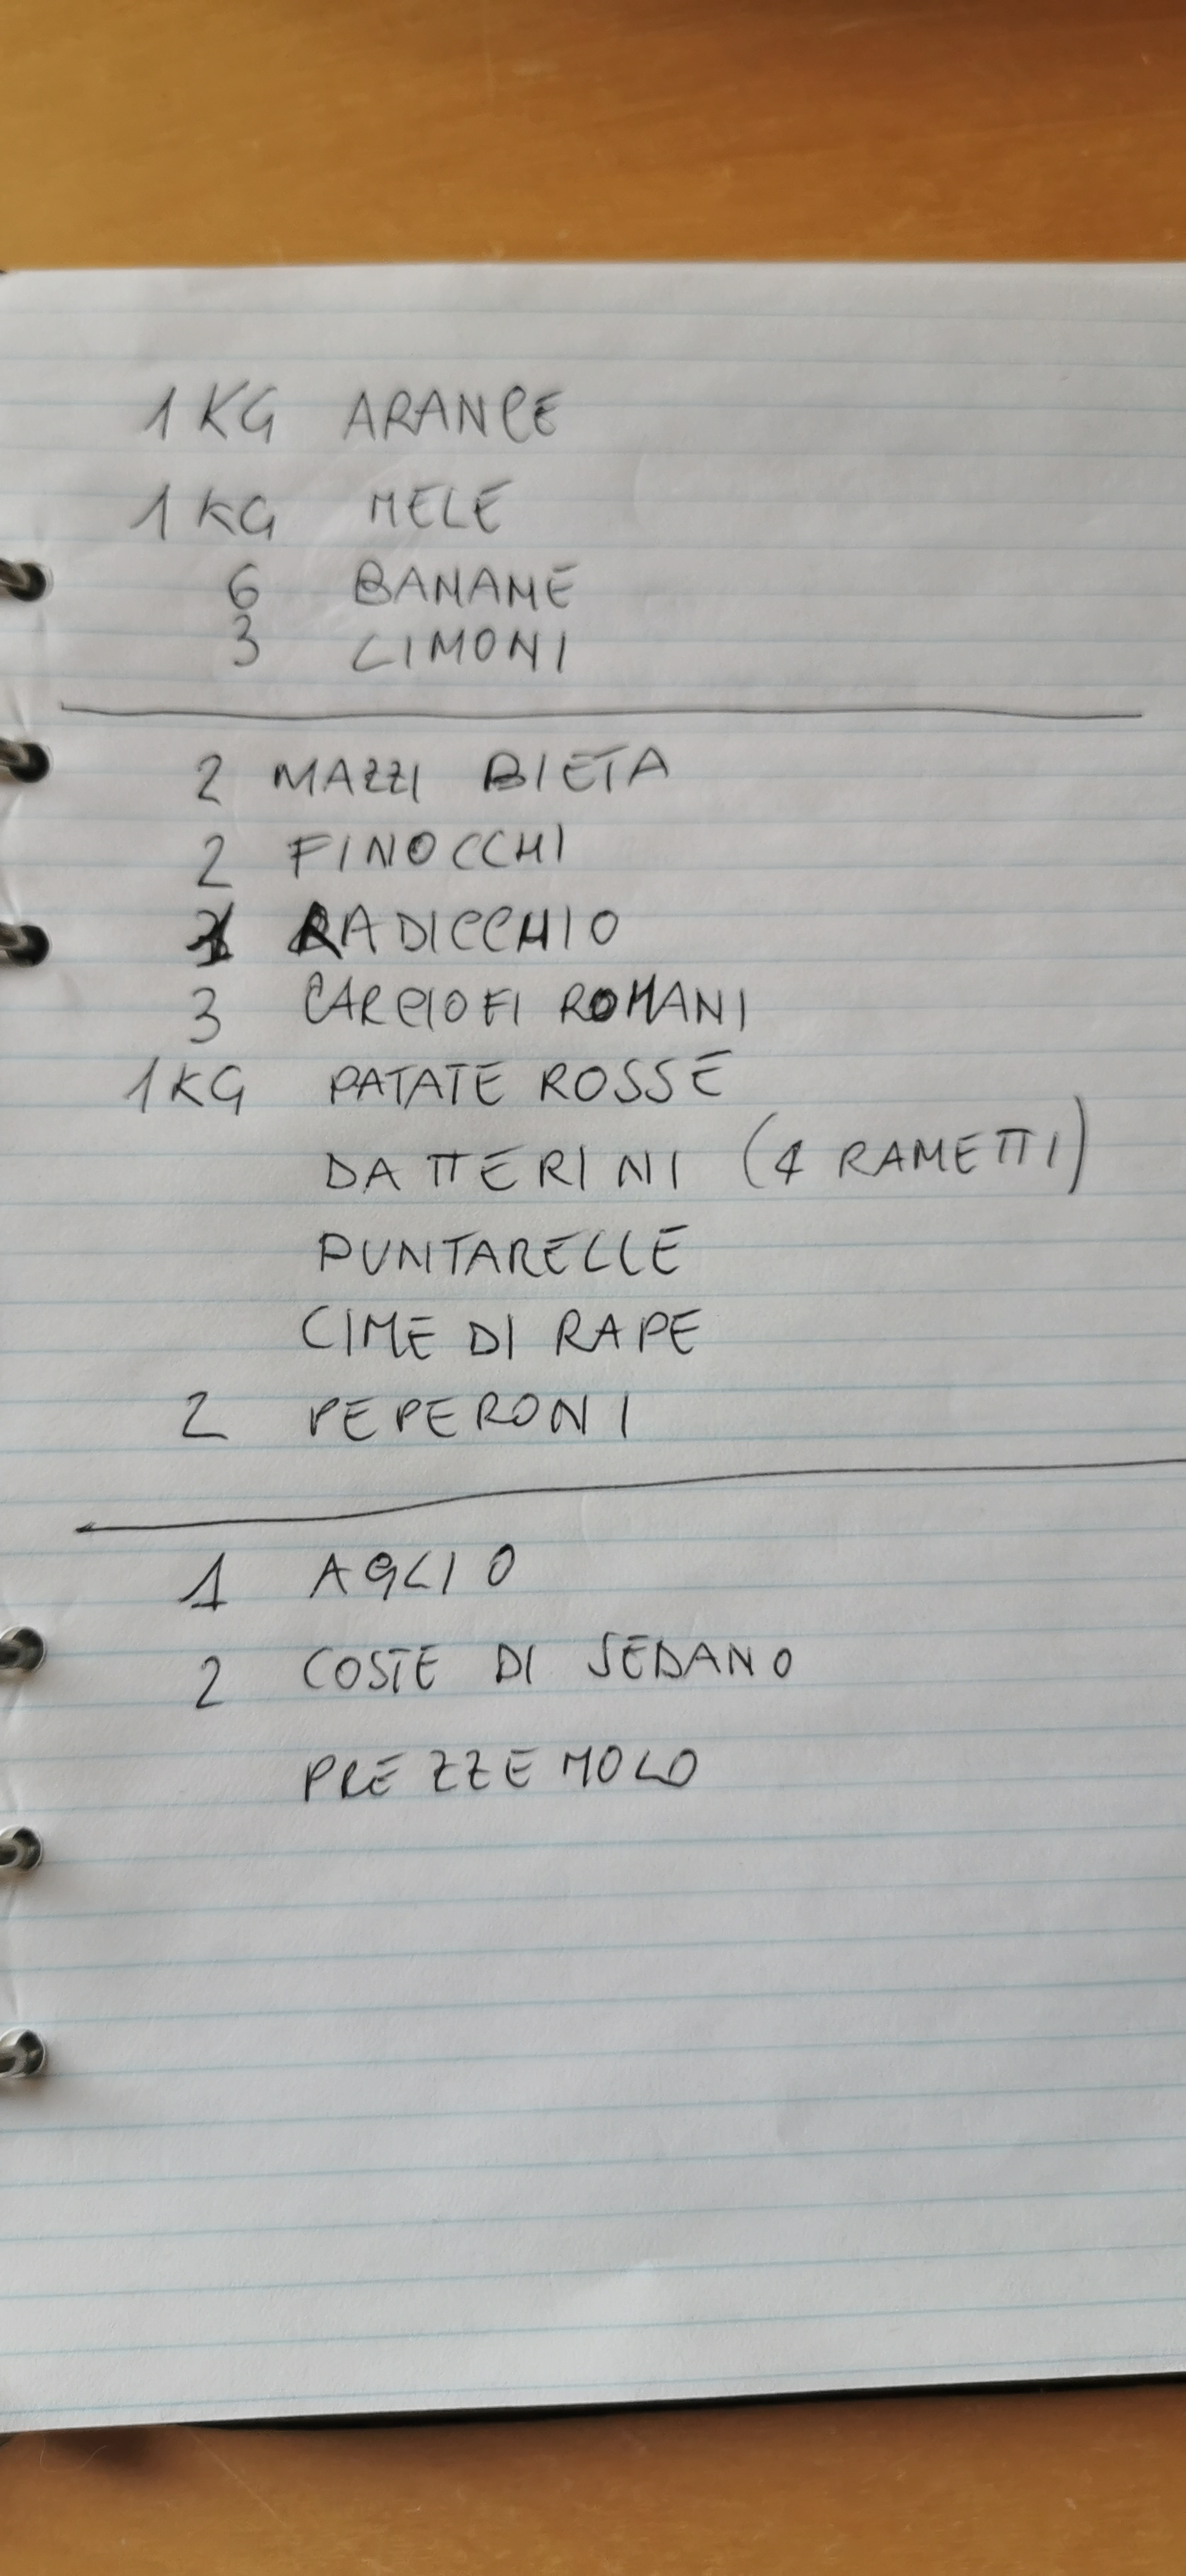 1 KG ARANCE
1 KG MELE
6 BANANE
3 LIMONI
2 MAZZI BIETA
2 FINOCCHI
RADICCHIO
3 CARCIOFI ROMANI
1 KG PATATE ROSSE
DATTERINI (4 RAMETTI)
PUNTARELLE
CIME DI RAPE
2 PEPERONI
1 AGLIO
2 COSTE DI SEDANO
PREZZEMOLO